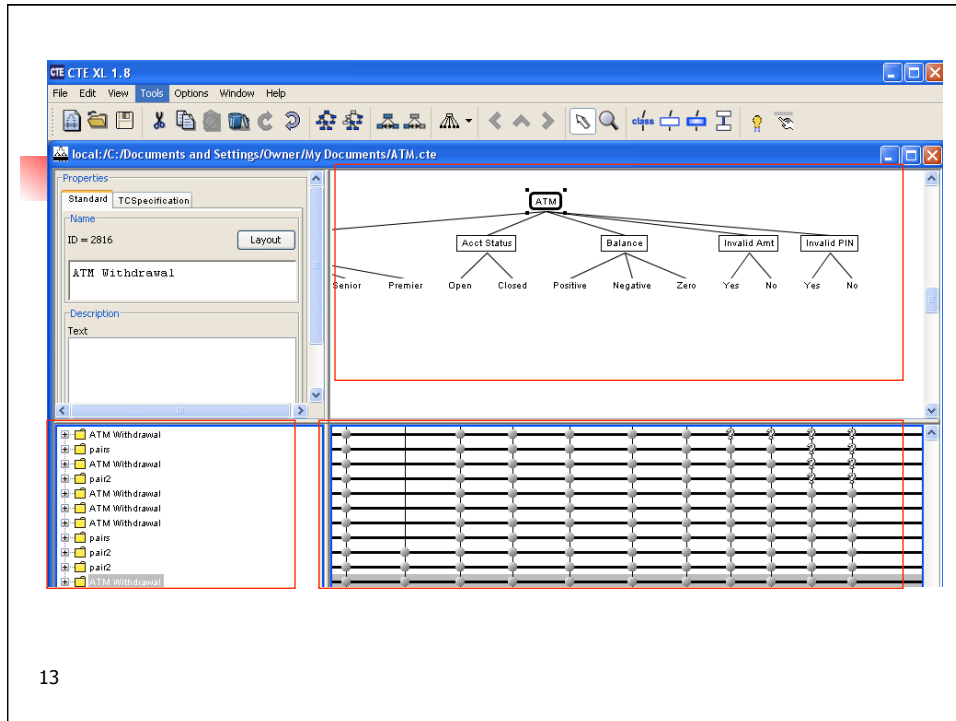 CTE CTE XL 1.8
File Edit View Tools Options Window Help
class
local:/C:/Documents and Settings/Owner/My Documents/ATM.cte
Properties
Standard TCSpecification
Name
ID = 2816 Layout
ATM Withdrawal
Description
Text
ATM
Acct Status Balance Invalid Amt Invalid PIN
Senior Premier Open Closed Positive Negative Zero Yes No Yes No
ATM Withdrawal
pairs
ATM Withdrawal
pair2
ATM Withdrawal
ATM Withdrawal
ATM Withdrawal
pairs
pair2
pair2
ATM Withdrawal
13